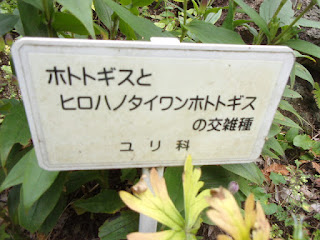 ホトトギスと
ヒロハノタイワンホトトギス
の交雑種
ユリ科